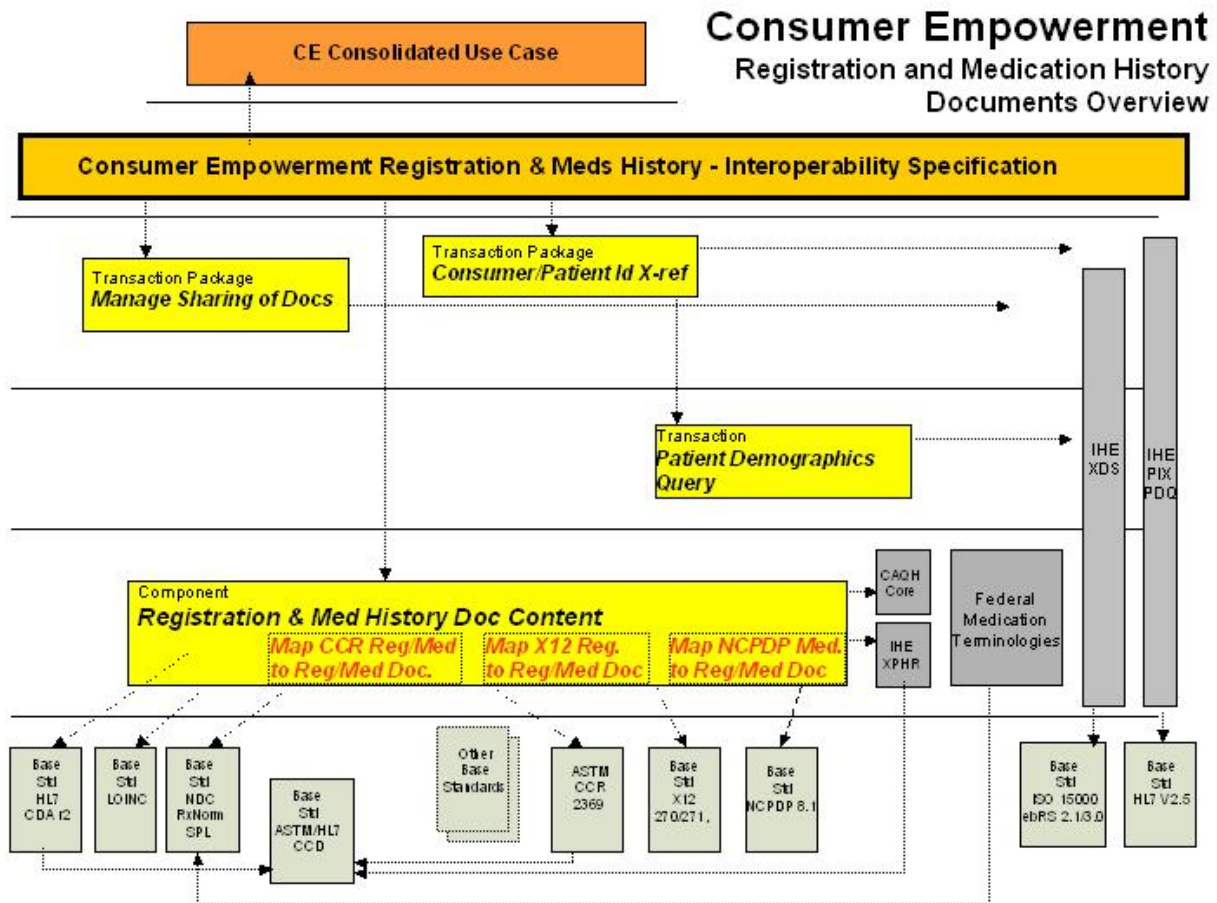 Consumer Empowerment
Registration and Medication History
Documents Overview
CE Consolidated Use Case
Consumer Empowerment Registration & Meds History - Interoperability Specification
Transaction Package
Manage Sharing of Docs
Transaction Package
Consumer/Patient Id X-ref
Transaction
Patient Demographics
Query
IHE
XDS
IHE
PIX
PDQ
Component
Registration & Med History Doc Content
Map CCR Reg/Med
to Reg/Med Doc.
Map X12 Reg.
to Reg/Med Doc
Map NCPDP Med.
to Reg/Med Doc
CAQH
Core
IHE
XPHR
Federal
Medication
Terminologies
Base
Std
HL7
CDA r2
Base
Std
LOINC
Base
Std
NDC
RxNorm
SPL
Base
Std
ASTM/HL7
CCD
Other
Base
Standards
ASTM
CCR
2369
Base
Std
X12
270/271,
Base
Std
NCPDP 8.1
Base
Std
ISO 15000
ebRS 2.1/3.0
Base
Std
HL7 V2.5